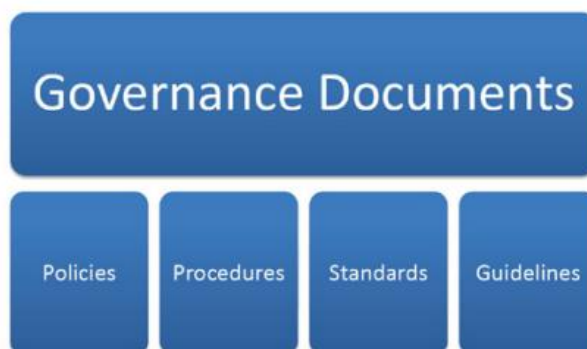 Governance Documents
Policies
Procedures
Standards
Guidelines